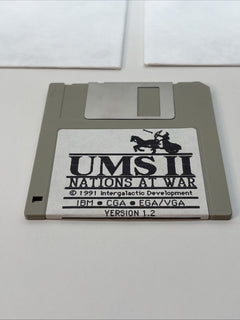 UMS II
NATIONS AT WAR
© 1991 Intergalactic Development
IBM ● CGA ● EGA/VGA
VERSION 1.2